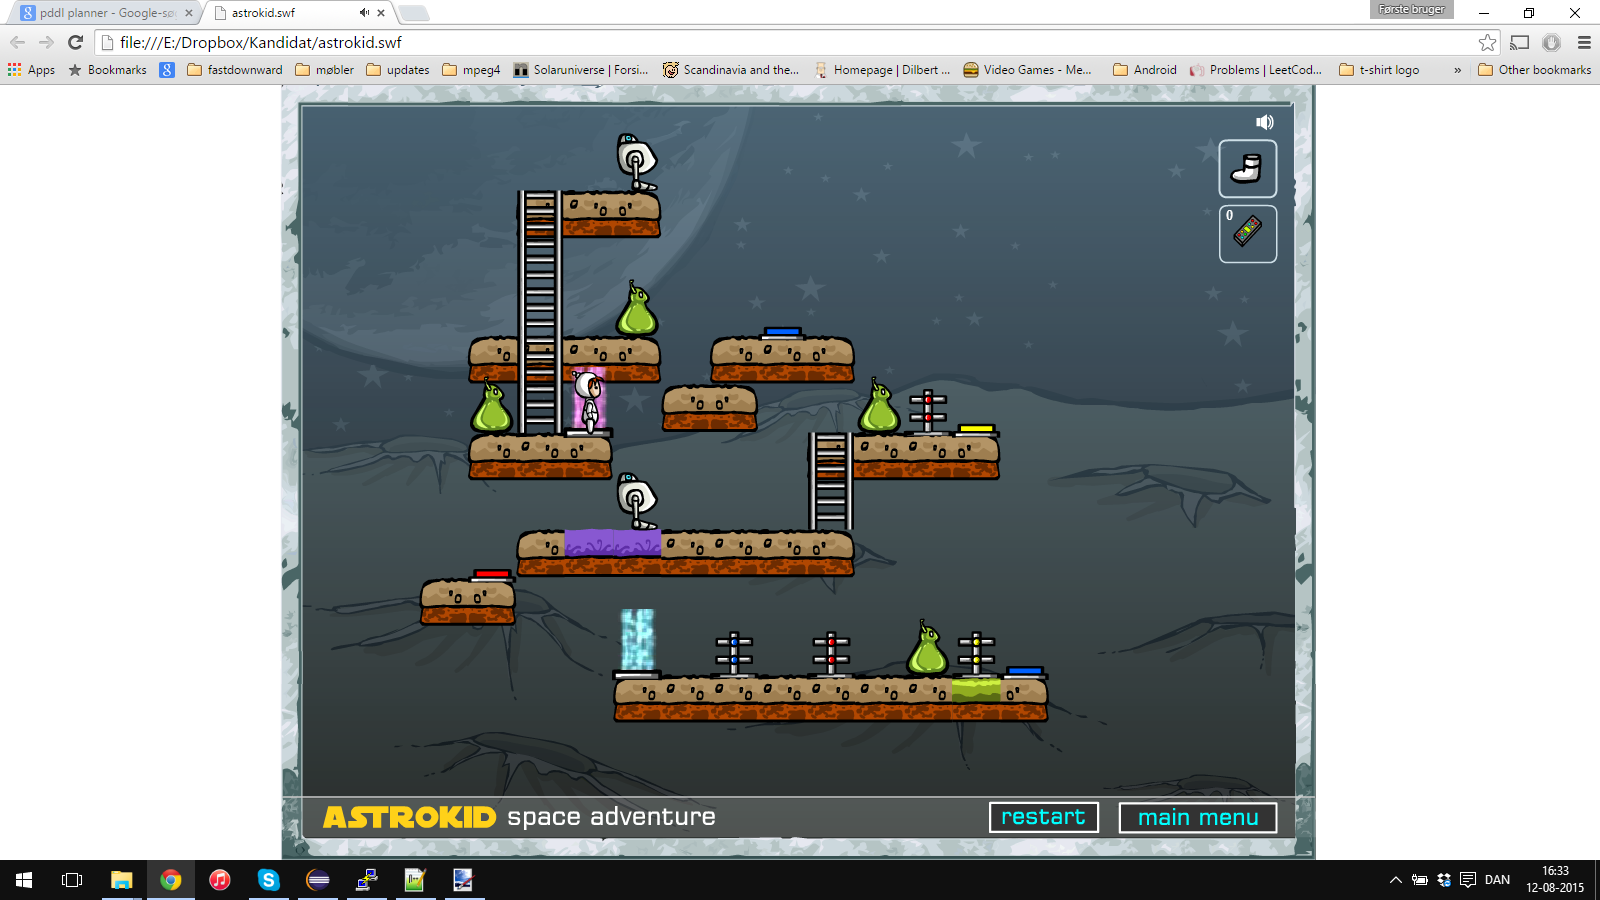 pddl planner - Google-sø
astrokid.swf
Første bruger
file:///E:/Dropbox/Kandidat/astrokid.swf
Apps
Bookmarks
fastdownward
møbler
updates
mpeg4
Solaruniverse | Forsi...
Scandinavia and the...
Homepage | Dilbert ...
Video Games - Me...
Android
Problems | LeetCod...
t-shirt logo
»
Other bookmarks
0
ASTROKID space adventure
restart
main menu
DAN
16:33
12-08-2015